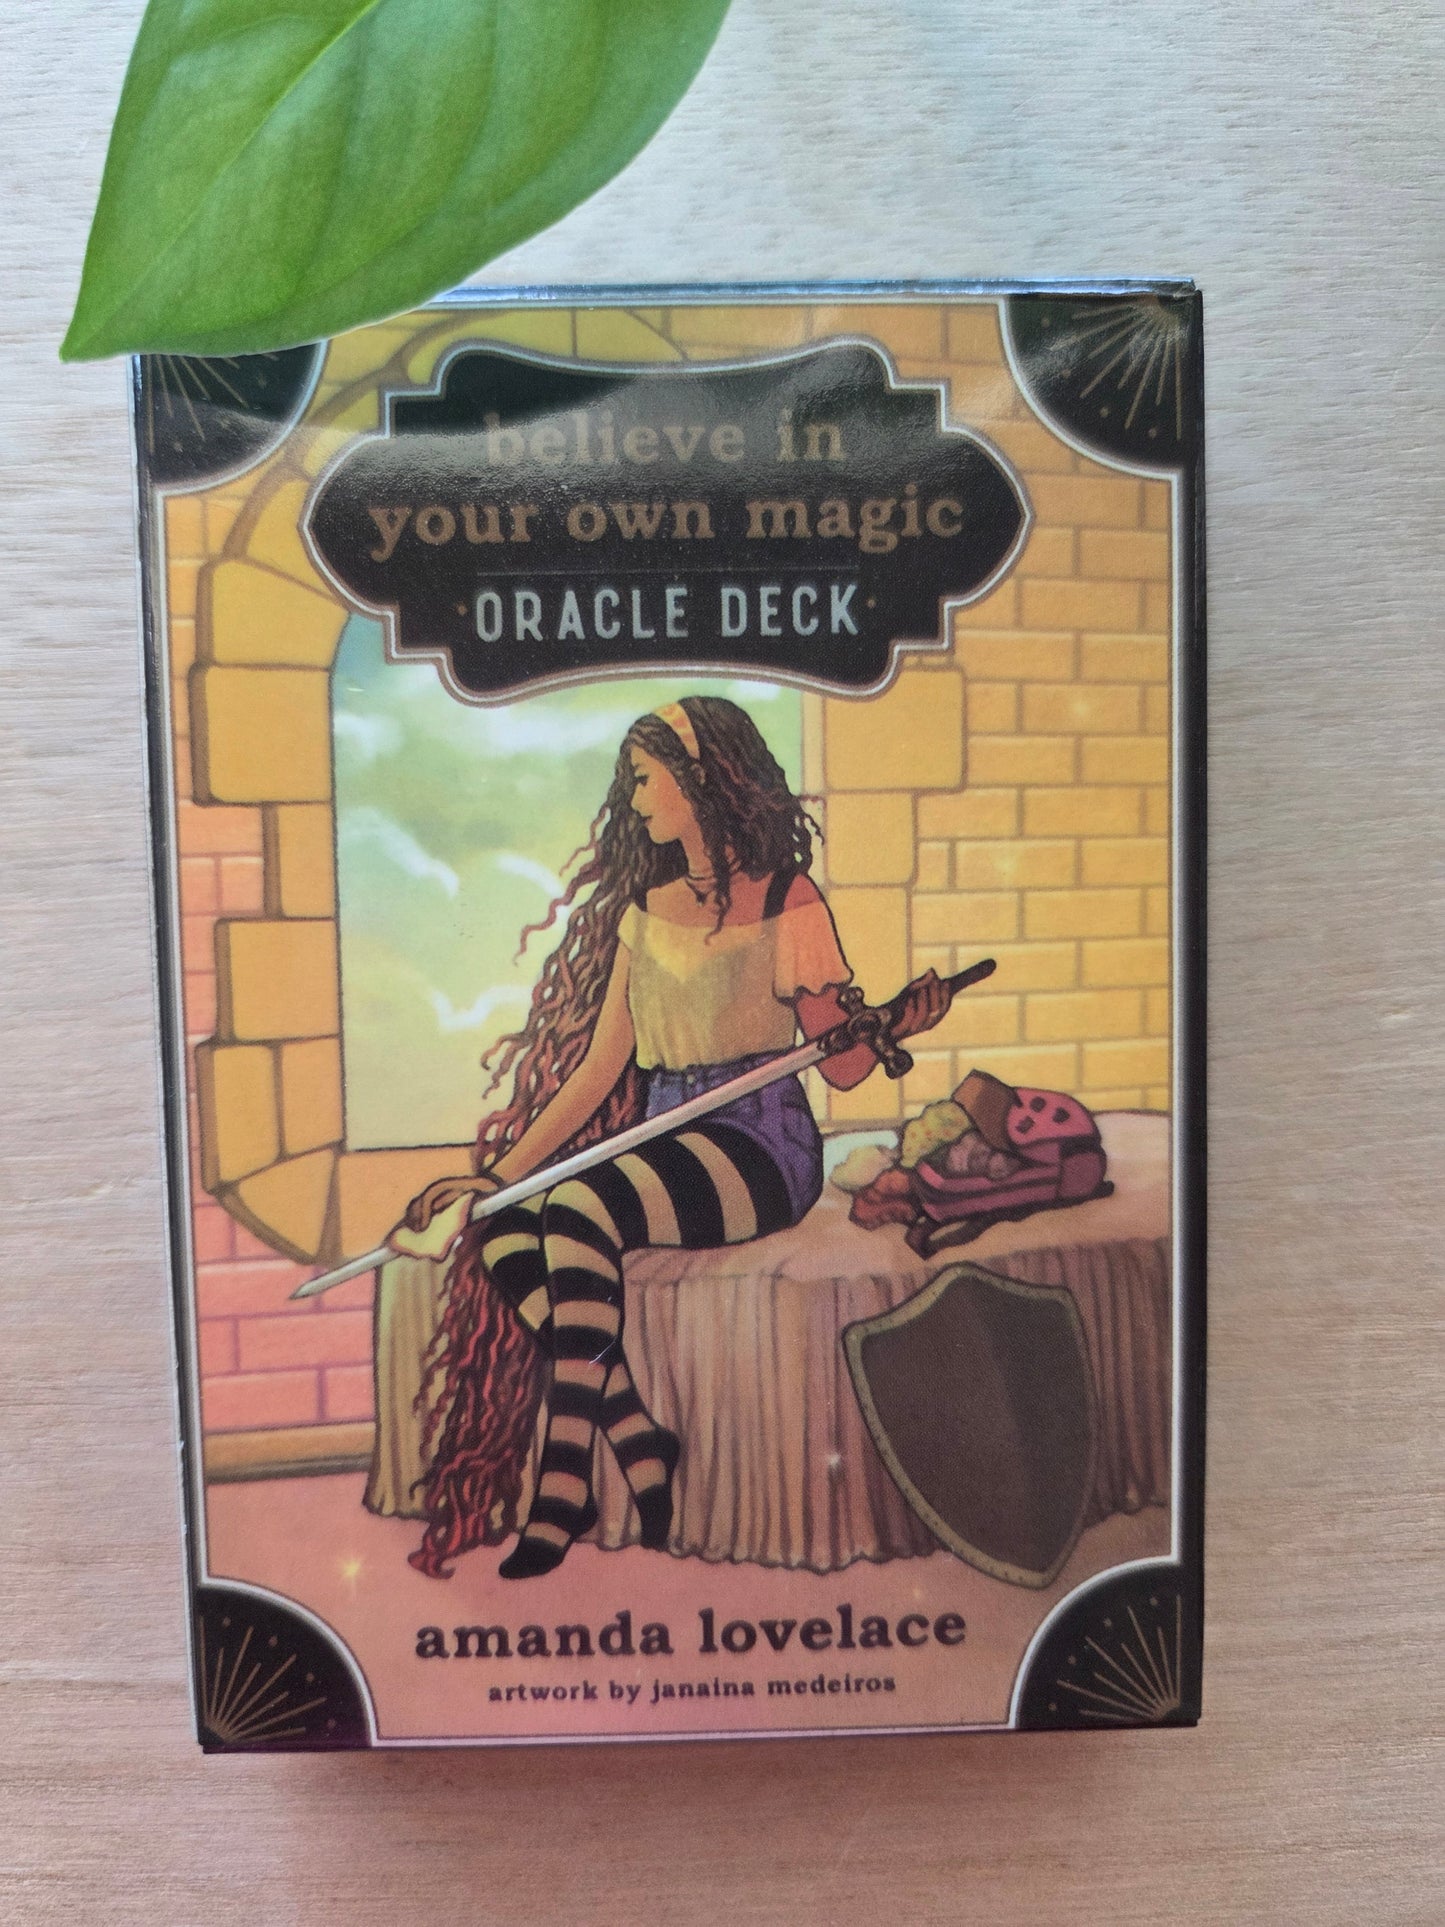 believe in
your own magic
ORACLE DECK
amanda lovelace
artwork by janaina medeiros